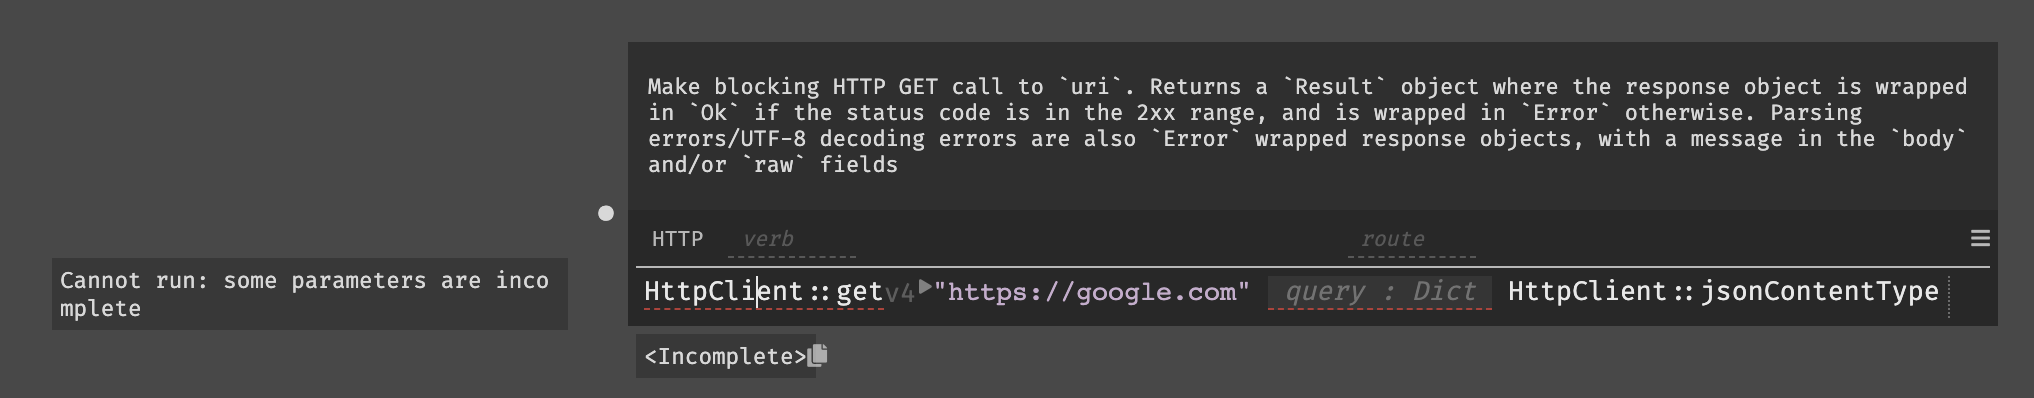 Make blocking HTTP GET call to `uri`. Returns a `Result` object where the response object is wrapped
in `Ok` if the status code is in the 2xx range, and is wrapped in `Error` otherwise. Parsing
errors/UTF-8 decoding errors are also `Error` wrapped response objects, with a message in the `body`
and/or `raw` fields
HTTP verb route
Cannot run: some parameters are inco
mplete
HttpClient::getv4 "https://google.com" query : Dict HttpClient::jsonContentType
<Incomplete>